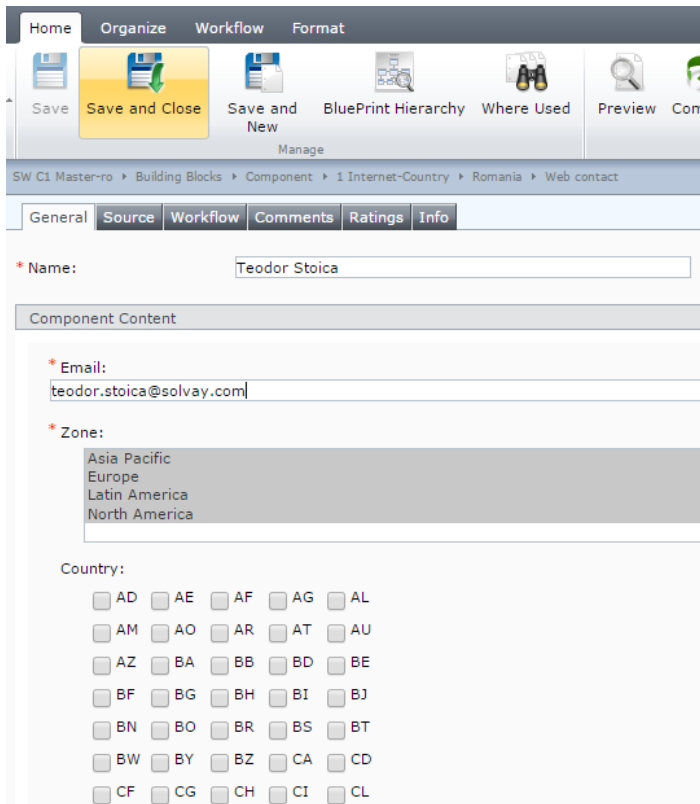 Home Organize Workflow Format
Save Save and Close Save and New BluePrint Hierarchy Where Used Preview
Manage
SW C1 Master-ro Building Blocks Component 1 Internet-Country Romania Web contact
General Source Workflow Comments Ratings Info
* Name: Teodor Stoica
Component Content
* Email:
teodor.stoica@solvay.com
* Zone:
Asia Pacific
Europe
Latin America
North America
Country:
AD AE AF AG AL
AM AO AR AT AU
AZ BA BB BD BE
BF BG BH BI BJ
BN BO BR BS BT
BW BY BZ CA CD
CF CG CH CI CL